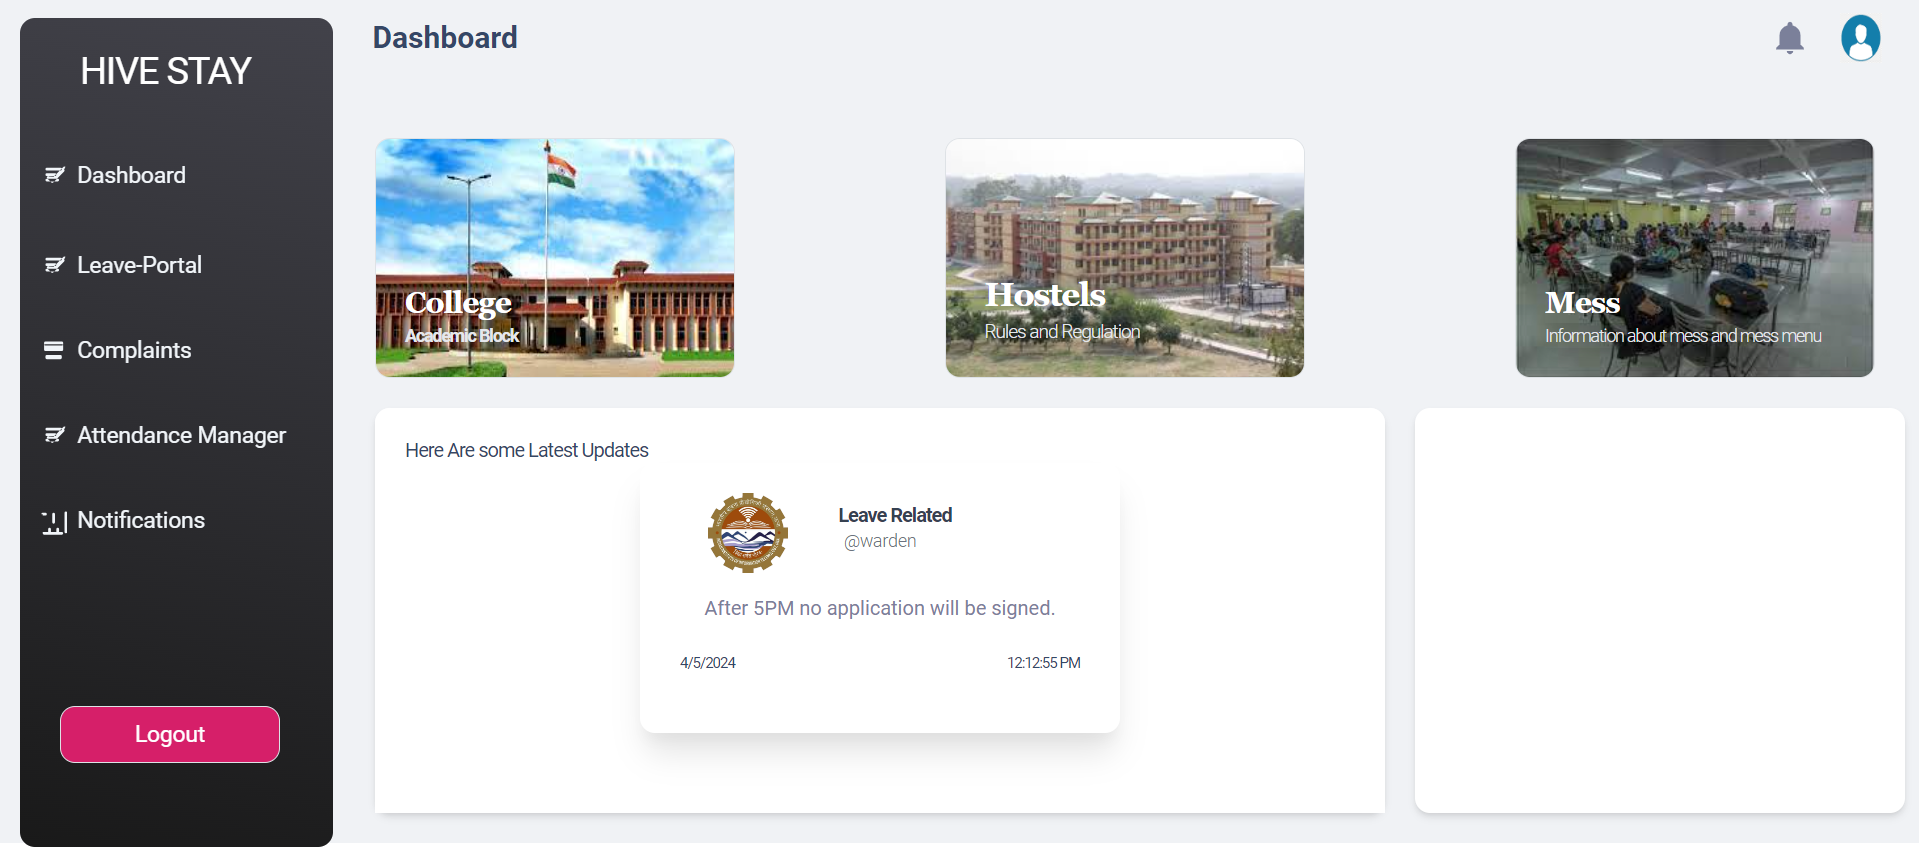 HIVE STAY
Dashboard
Leave-Portal
Complaints
Attendance Manager
Notifications
Logout
Dashboard
College
Academic Block
Hostels
Rules and Regulation
Mess
Information about mess and mess menu
Here Are some Latest Updates
Leave Related
@warden
After 5PM no application will be signed.
4/5/2024
12:12:55 PM